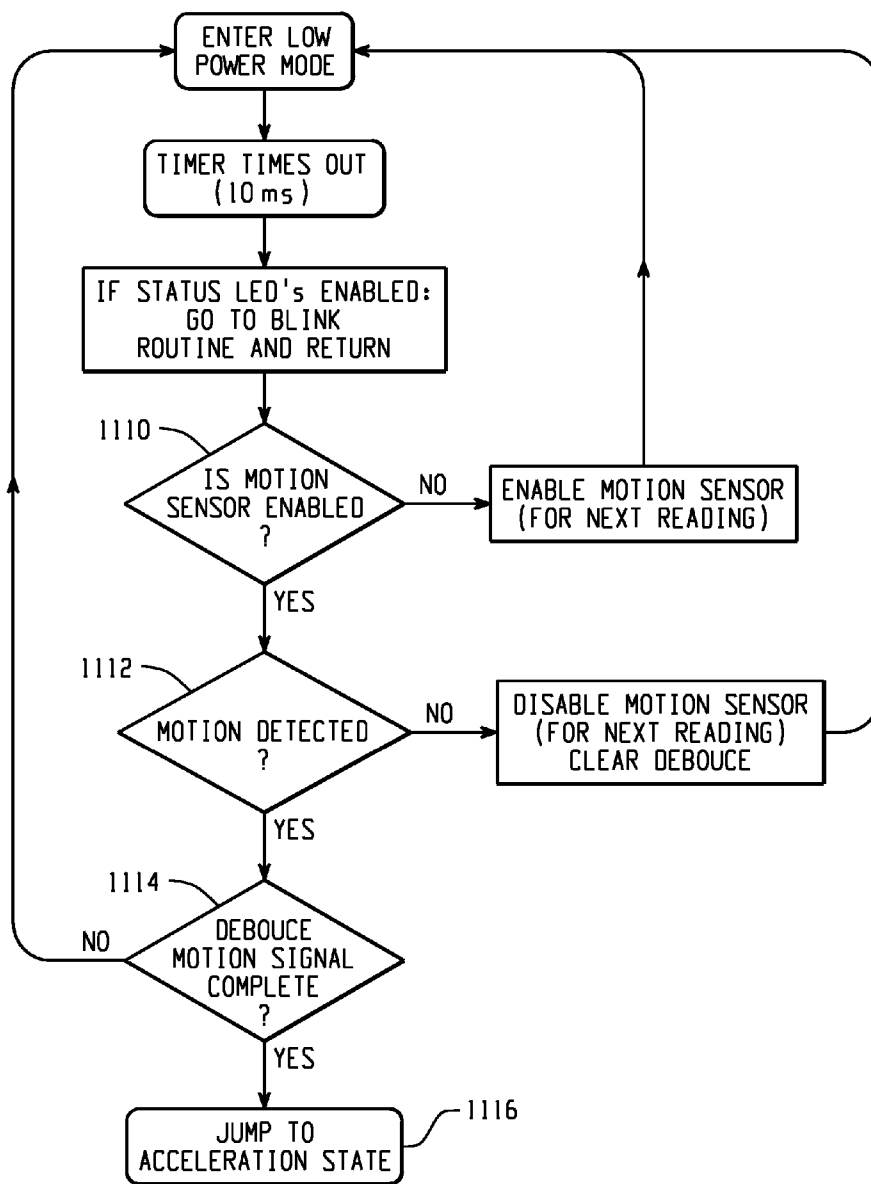 ENTER LOW
POWER MODE
TIMER TIMES OUT
(10 ms)
IF STATUS LED's ENABLED:
GO TO BLINK
ROUTINE AND RETURN
1110
IS MOTION
SENSOR ENABLED
?
NO
ENABLE MOTION SENSOR
(FOR NEXT READING)
YES
1112
MOTION DETECTED
?
NO
DISABLE MOTION SENSOR
(FOR NEXT READING)
CLEAR DEBOUCE
YES
1114
DEBOUCE
MOTION SIGNAL
COMPLETE
?
NO
YES
JUMP TO
ACCELERATION STATE
1116